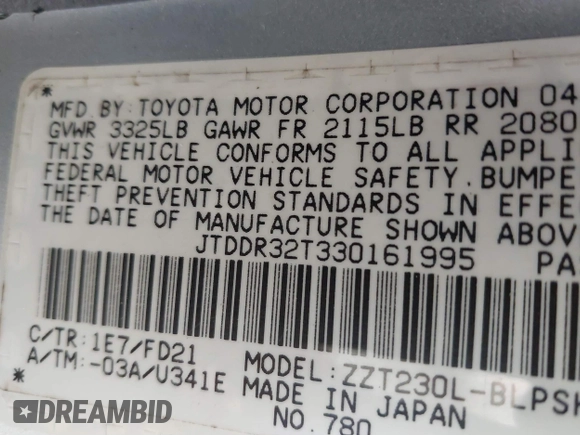 MFD. BY: TOYOTA MOTOR CORPORATION 04
GVWR 3325LB GAWR FR 2115LB RR 2080
THIS VEHICLE CONFORMS TO ALL APPLI
FEDERAL MOTOR VEHICLE SAFETY. BUMPE
THEFT PREVENTION STANDARDS IN EFFE
THE DATE OF MANUFACTURE SHOWN ABOV
JTDDR32T330161995 PA
C/TR: 1E7/FD21 MODEL: ZZT230L-BLPSK
A/TM: -03A/U341E MADE IN JAPAN
NO. 780
DREAMBID
DREAMBID